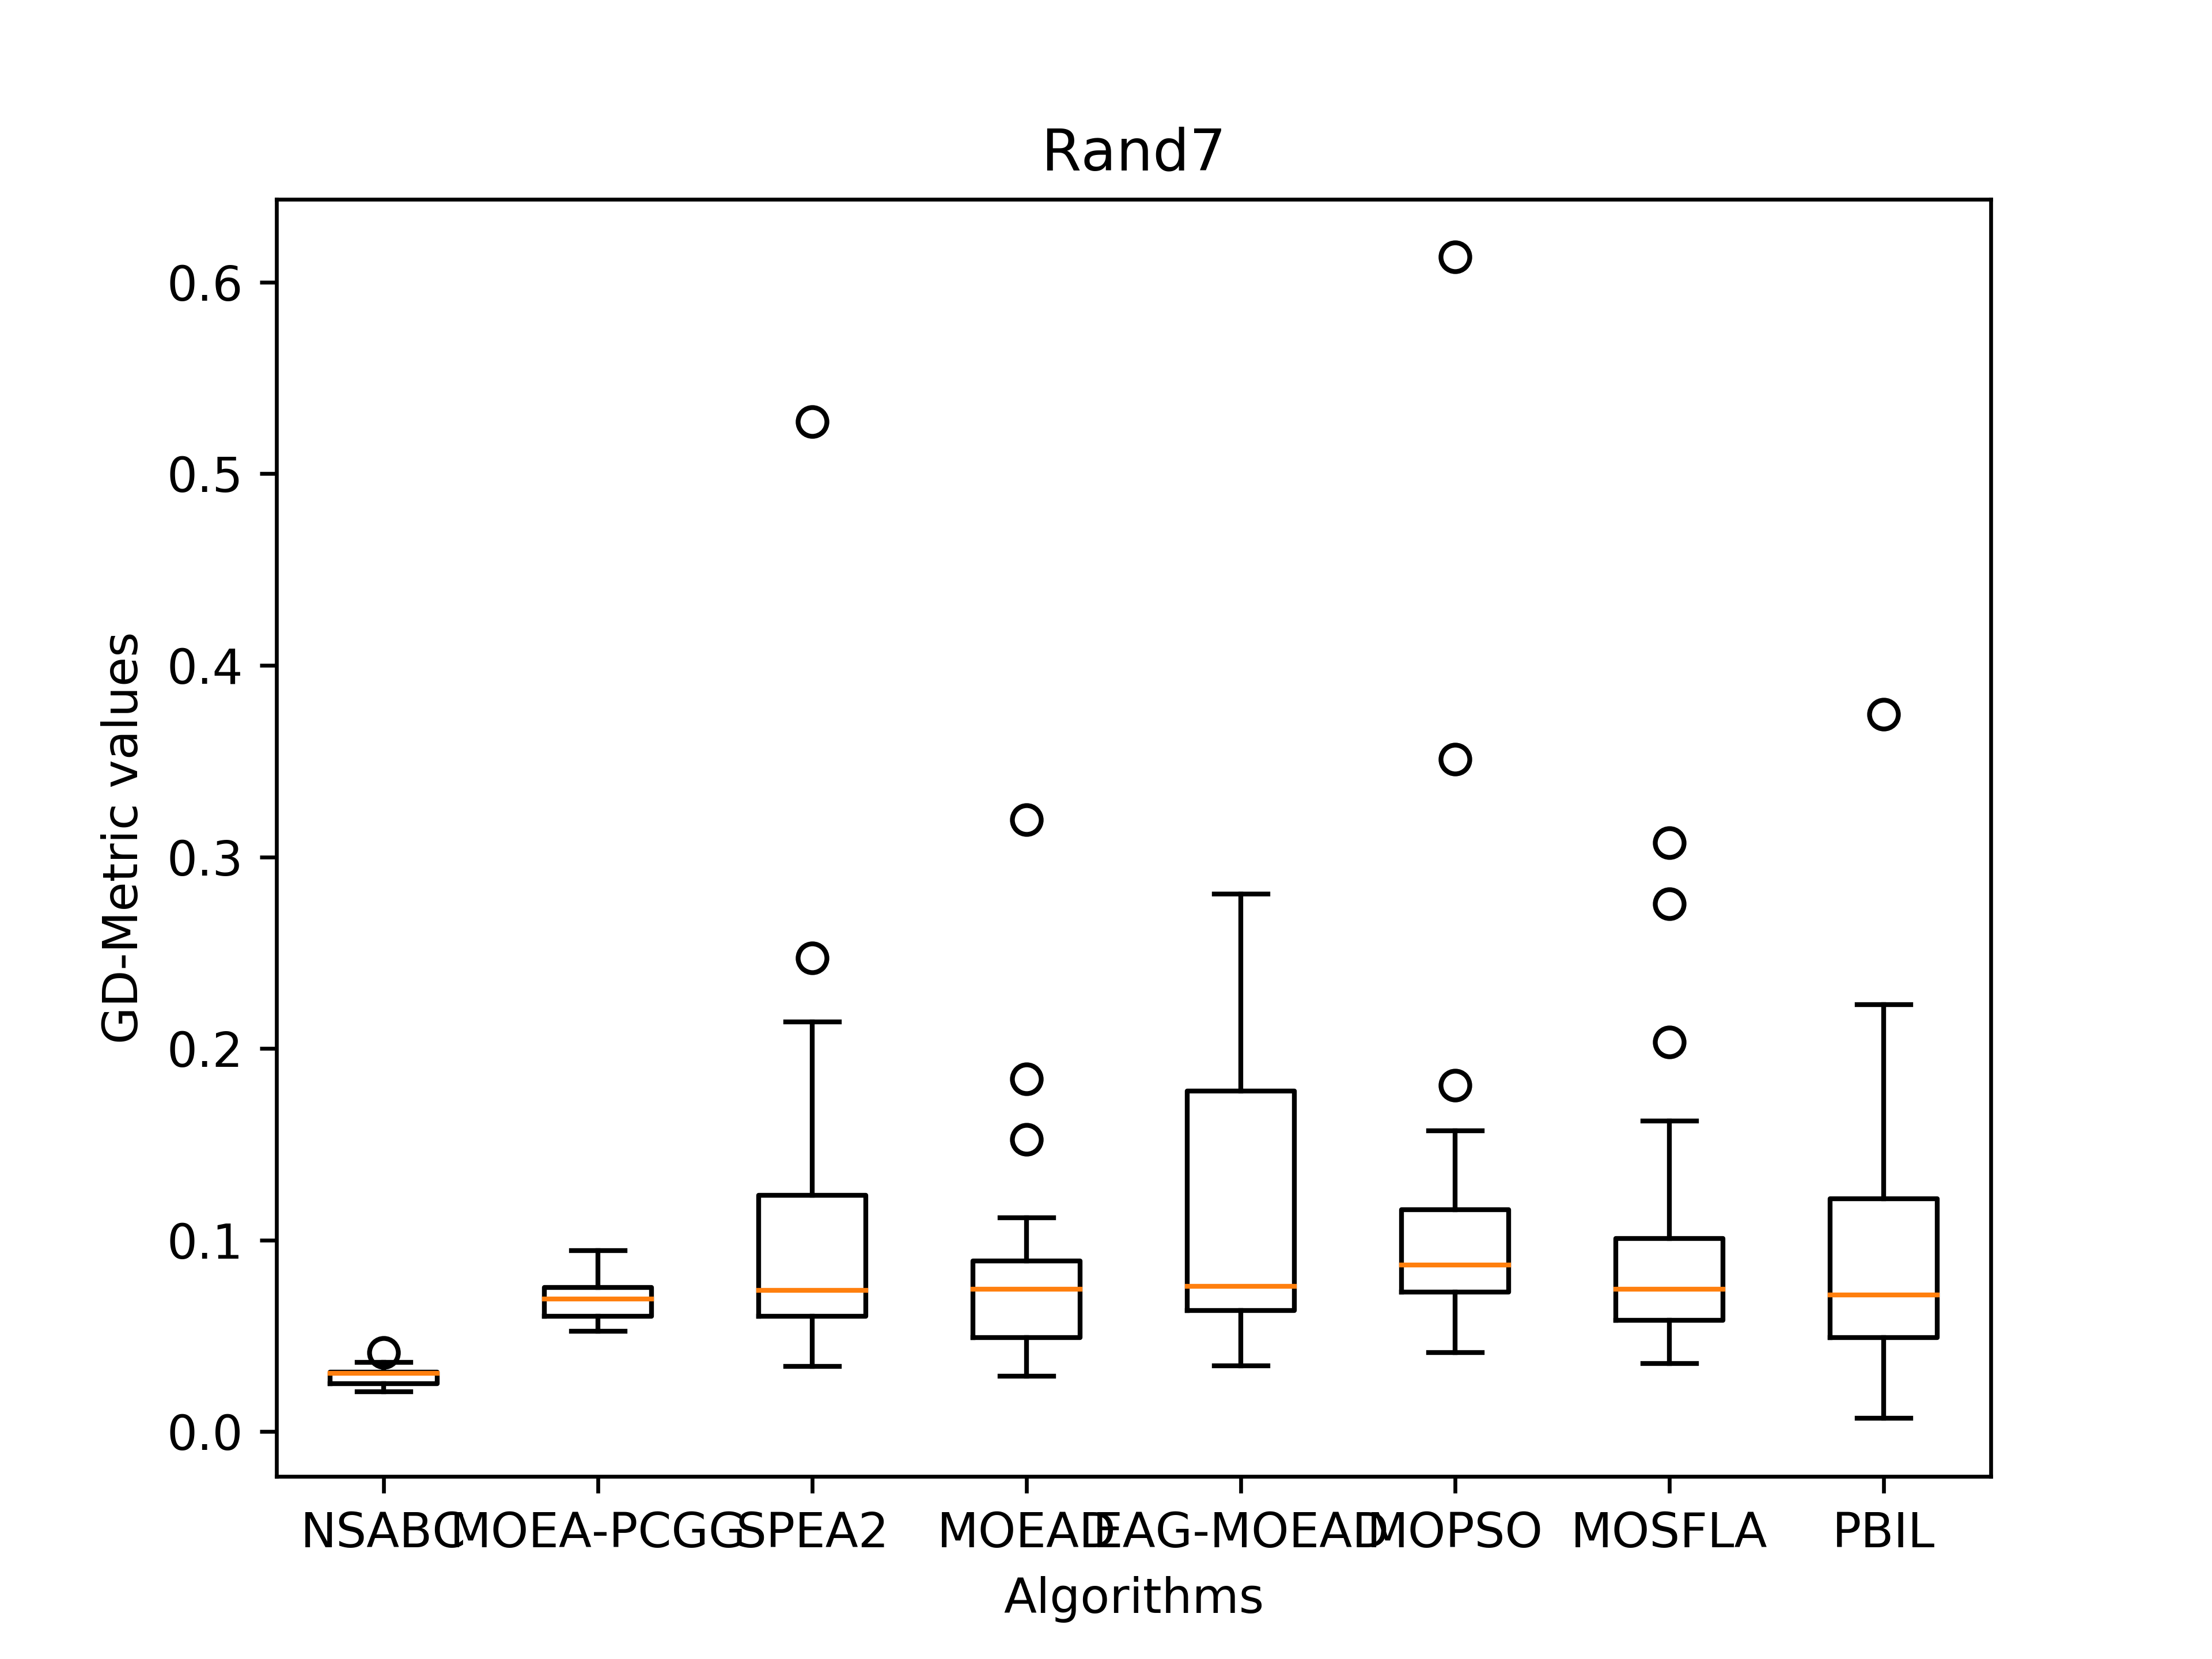 Rand7
GD-Metric values
0.6
0.5
0.4
0.3
0.2
0.1
0.0
NSABC MOEA-PCGG SPEA2 MOEAD EAG-MOEAD MOPSO MOSFLA PBIL
Algorithms